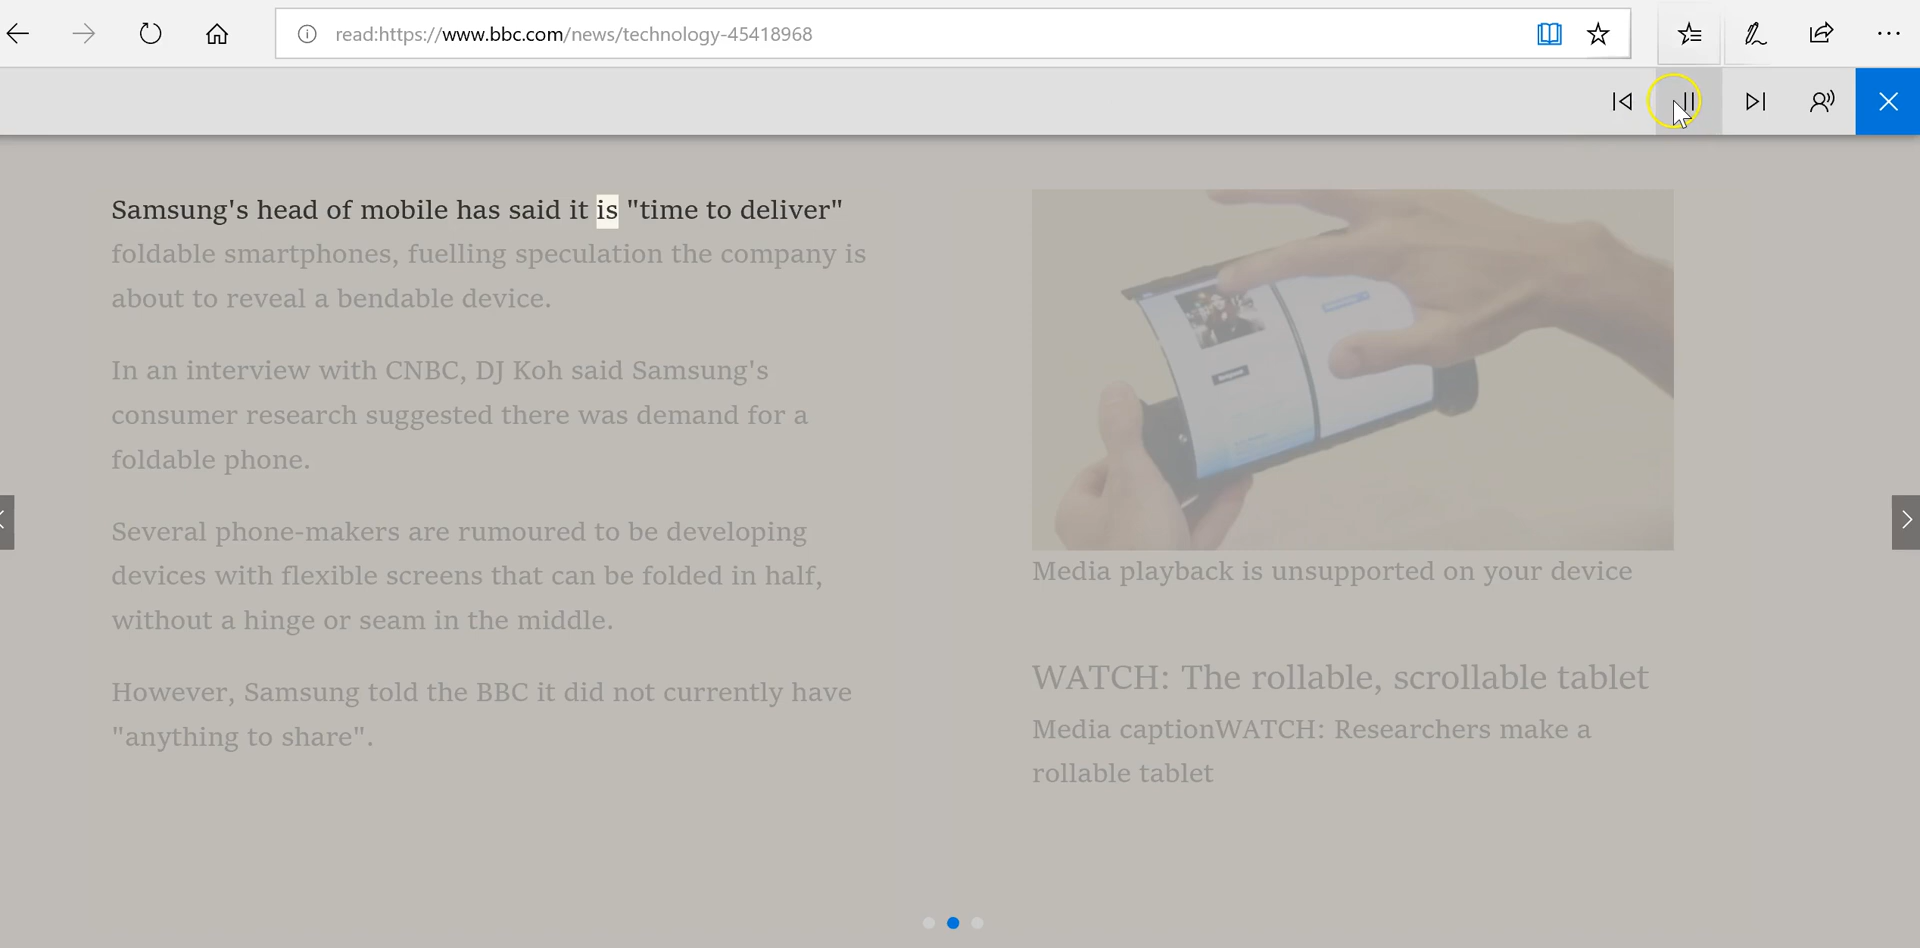 read:https://www.bbc.com/news/technology-45418968
Samsung's head of mobile has said it is "time to deliver"
foldable smartphones, fuelling speculation the company is
about to reveal a bendable device.
In an interview with CNBC, DJ Koh said Samsung's
consumer research suggested there was demand for a
foldable phone.
Several phone-makers are rumoured to be developing
devices with flexible screens that can be folded in half,
without a hinge or seam in the middle.
However, Samsung told the BBC it did not currently have
"anything to share".
Media playback is unsupported on your device
WATCH: The rollable, scrollable tablet
Media captionWATCH: Researchers make a
rollable tablet